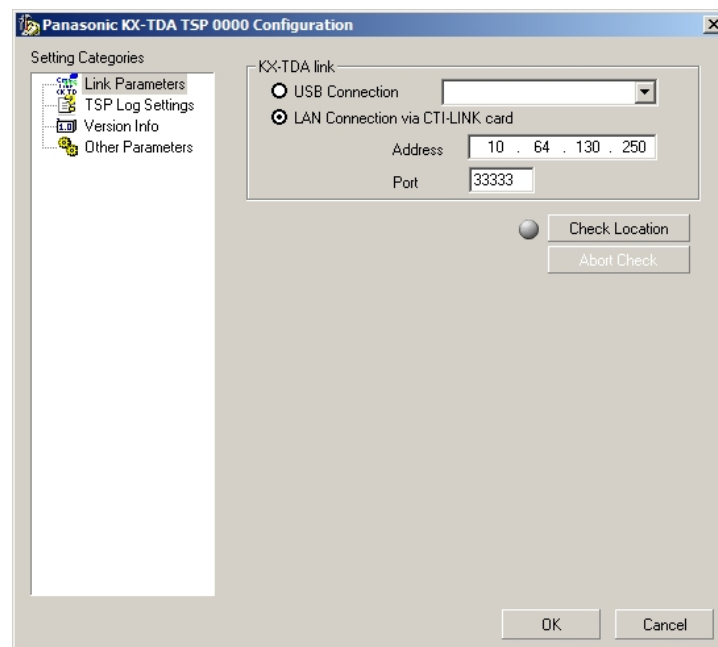 Panasonic KX-TDA TSP 0000 Configuration
Setting Categories
Link Parameters
TSP Log Settings
Version Info
Other Parameters
KX-TDA link
USB Connection
LAN Connection via CTI-LINK card
Address 10 . 64 . 130 . 250
Port 33333
Check Location
Abort Check
OK Cancel